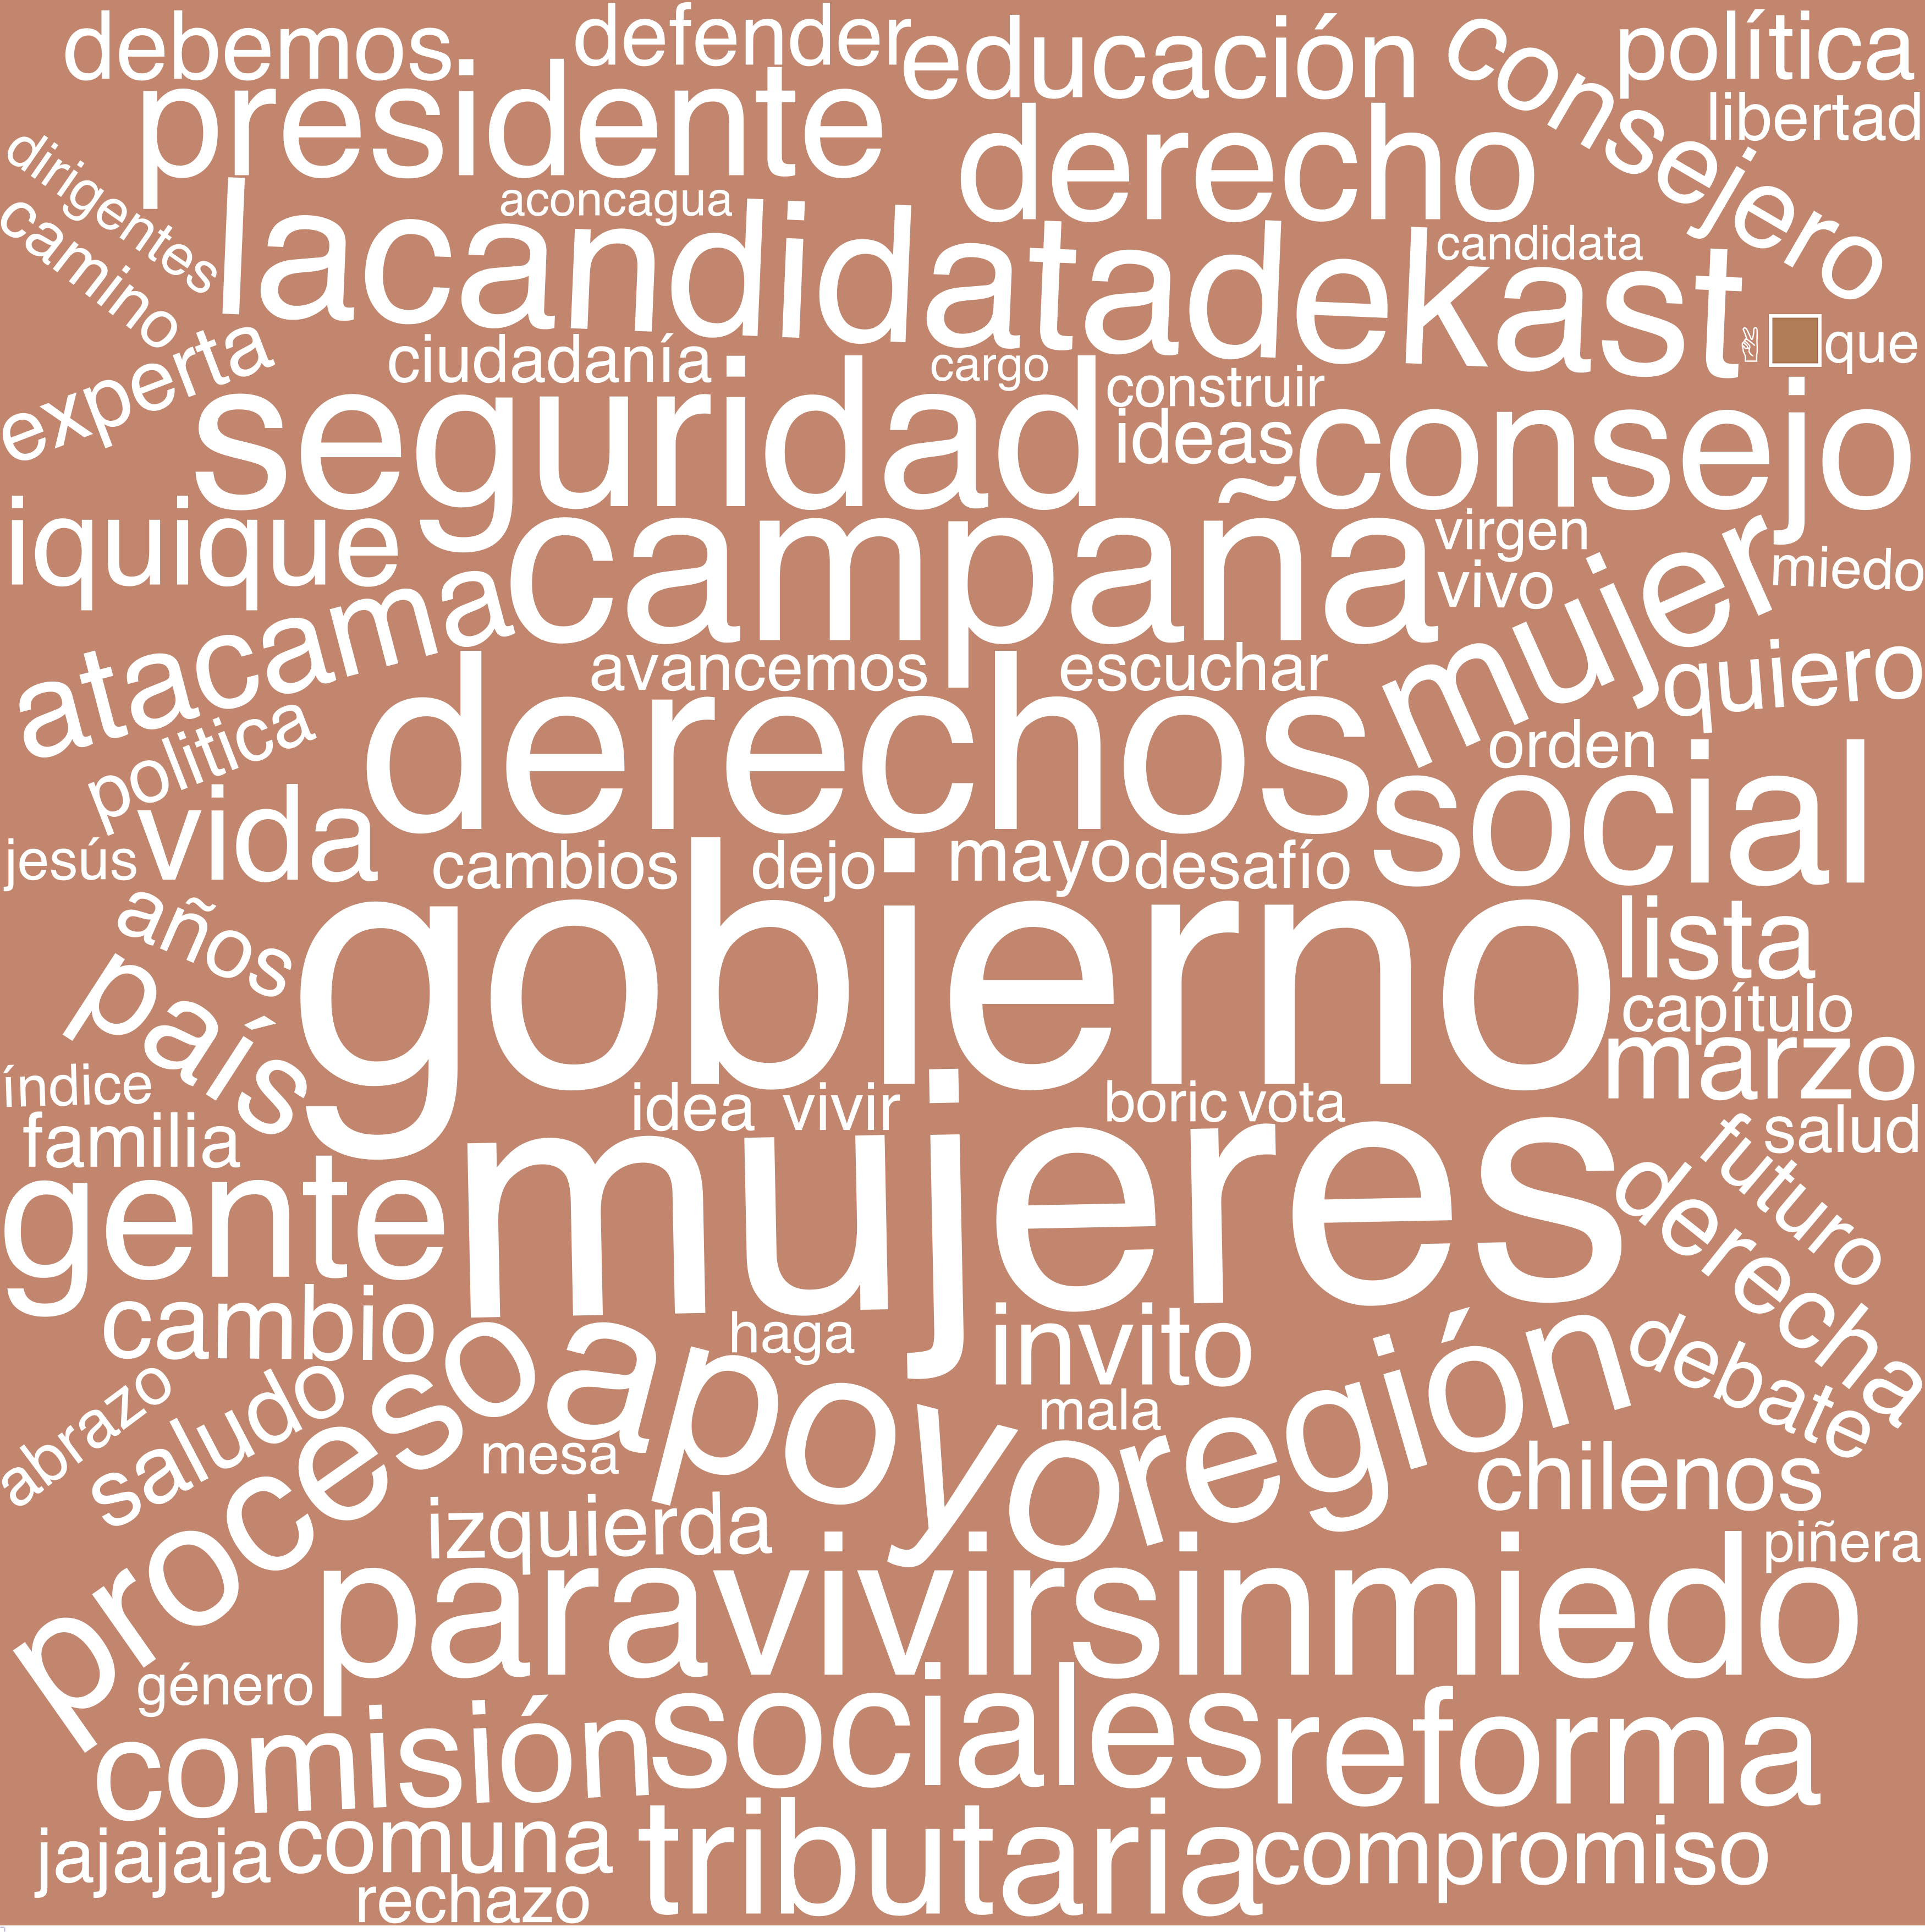 debemos defender educación consejero política
presidente derecho libertad
dirigentes aconcagua candidata
camino lacandidatadekast ✌ que
experta ciudadanía cargo construir
seguridad ideas consejo
iquique campaña virgen mujer miedo
atacama vivo
avancemos escuchar quiero
politica derechos orden
vida social
jesús cambios dejo mayo desafío
años gobierno lista
país capítulo
índice marzo
familia idea vivir boric vota salud
gente mujeres futuro
cambio haga invito derecha
abrazo saludo proceso apoyo región debate
mala tea
mesa chilenos
izquierda piñera
paravivirsinmiedo
género
comisión sociales reforma
jajajaja comuna tributaria compromiso
rechazo